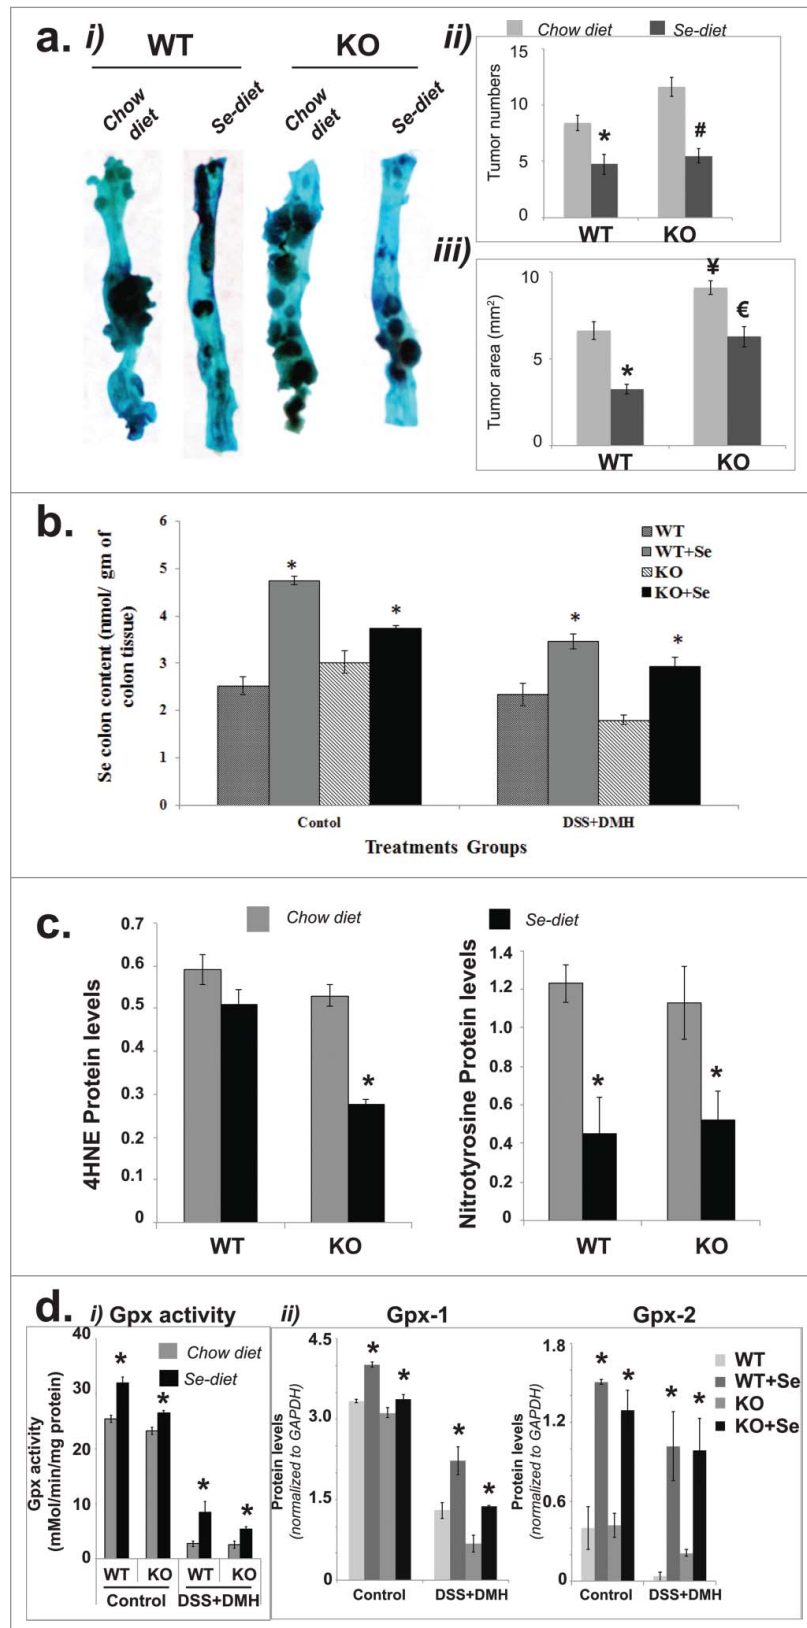 a. i) WT KO
Chow diet Se-diet Chow diet Se-diet
ii) Chow diet Se-diet
Tumor numbers
15
10
5
0
* #
WT KO
iii)
Tumor area (mm²)
10
5
0
* ¥ €
WT KO
b.
Se colon content (nmol/ gm of
colon tissue)
6
5
4
3
2
1
0
* * * *
WT
WT+Se
KO
KO+Se
Contol DSS+DMH
Treatments Groups
c. Chow diet Se-diet
4HNE Protein levels
0.7
0.6
0.5
0.4
0.3
0.2
0.1
0
*
WT KO
Nitrotyrosine Protein levels
1.4
1.2
1.0
0.8
0.6
0.4
0.2
0
* *
WT KO
d. i) Gpx activity
Chow diet
Se-diet
Gpx activity
(mMol/min/mg protein)
40
30
20
10
0
* * * *
WT KO WT KO
Control DSS+DMH
ii) Gpx-1
Protein levels
(normalized to GAPDH)
4.5
3.0
1.5
0
* * * *
Control DSS+DMH
Gpx-2
Protein levels
(normalized to GAPDH)
1.8
1.2
0.6
0
* * * *
WT
WT+Se
KO
KO+Se
Control DSS+DMH